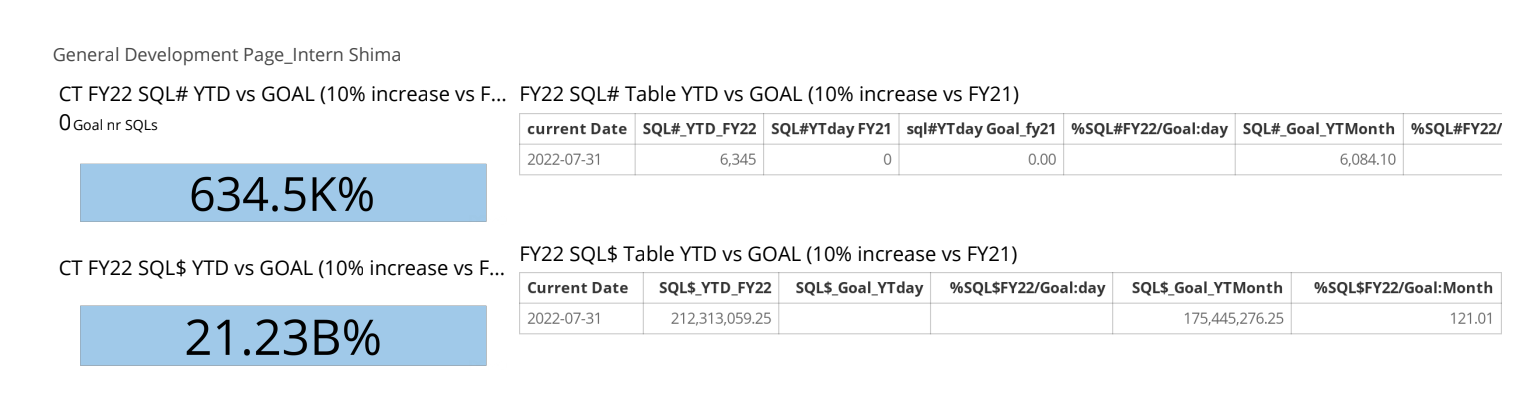 General Development Page_Intern Shima
CT FY22 SQL# YTD vs GOAL (10% increase vs F...
0 Goal nr SQLs
634.5K%
CT FY22 SQL$ YTD vs GOAL (10% increase vs F...
21.23B%
FY22 SQL# Table YTD vs GOAL (10% increase vs FY21)
current Date SQL#_YTD_FY22 SQL#YTday FY21 sql#YTday Goal_fy21 %SQL#FY22/Goal:day SQL#_Goal_YTMonth %SQL#FY22/
2022-07-31 6,345 0 0.00 6,084.10
FY22 SQL$ Table YTD vs GOAL (10% increase vs FY21)
Current Date SQL$_YTD_FY22 SQL$_Goal_YTday %SQL$FY22/Goal:day SQL$_Goal_YTMonth %SQL$FY22/Goal:Month
2022-07-31 212,313,059.25 175,445,276.25 121.01